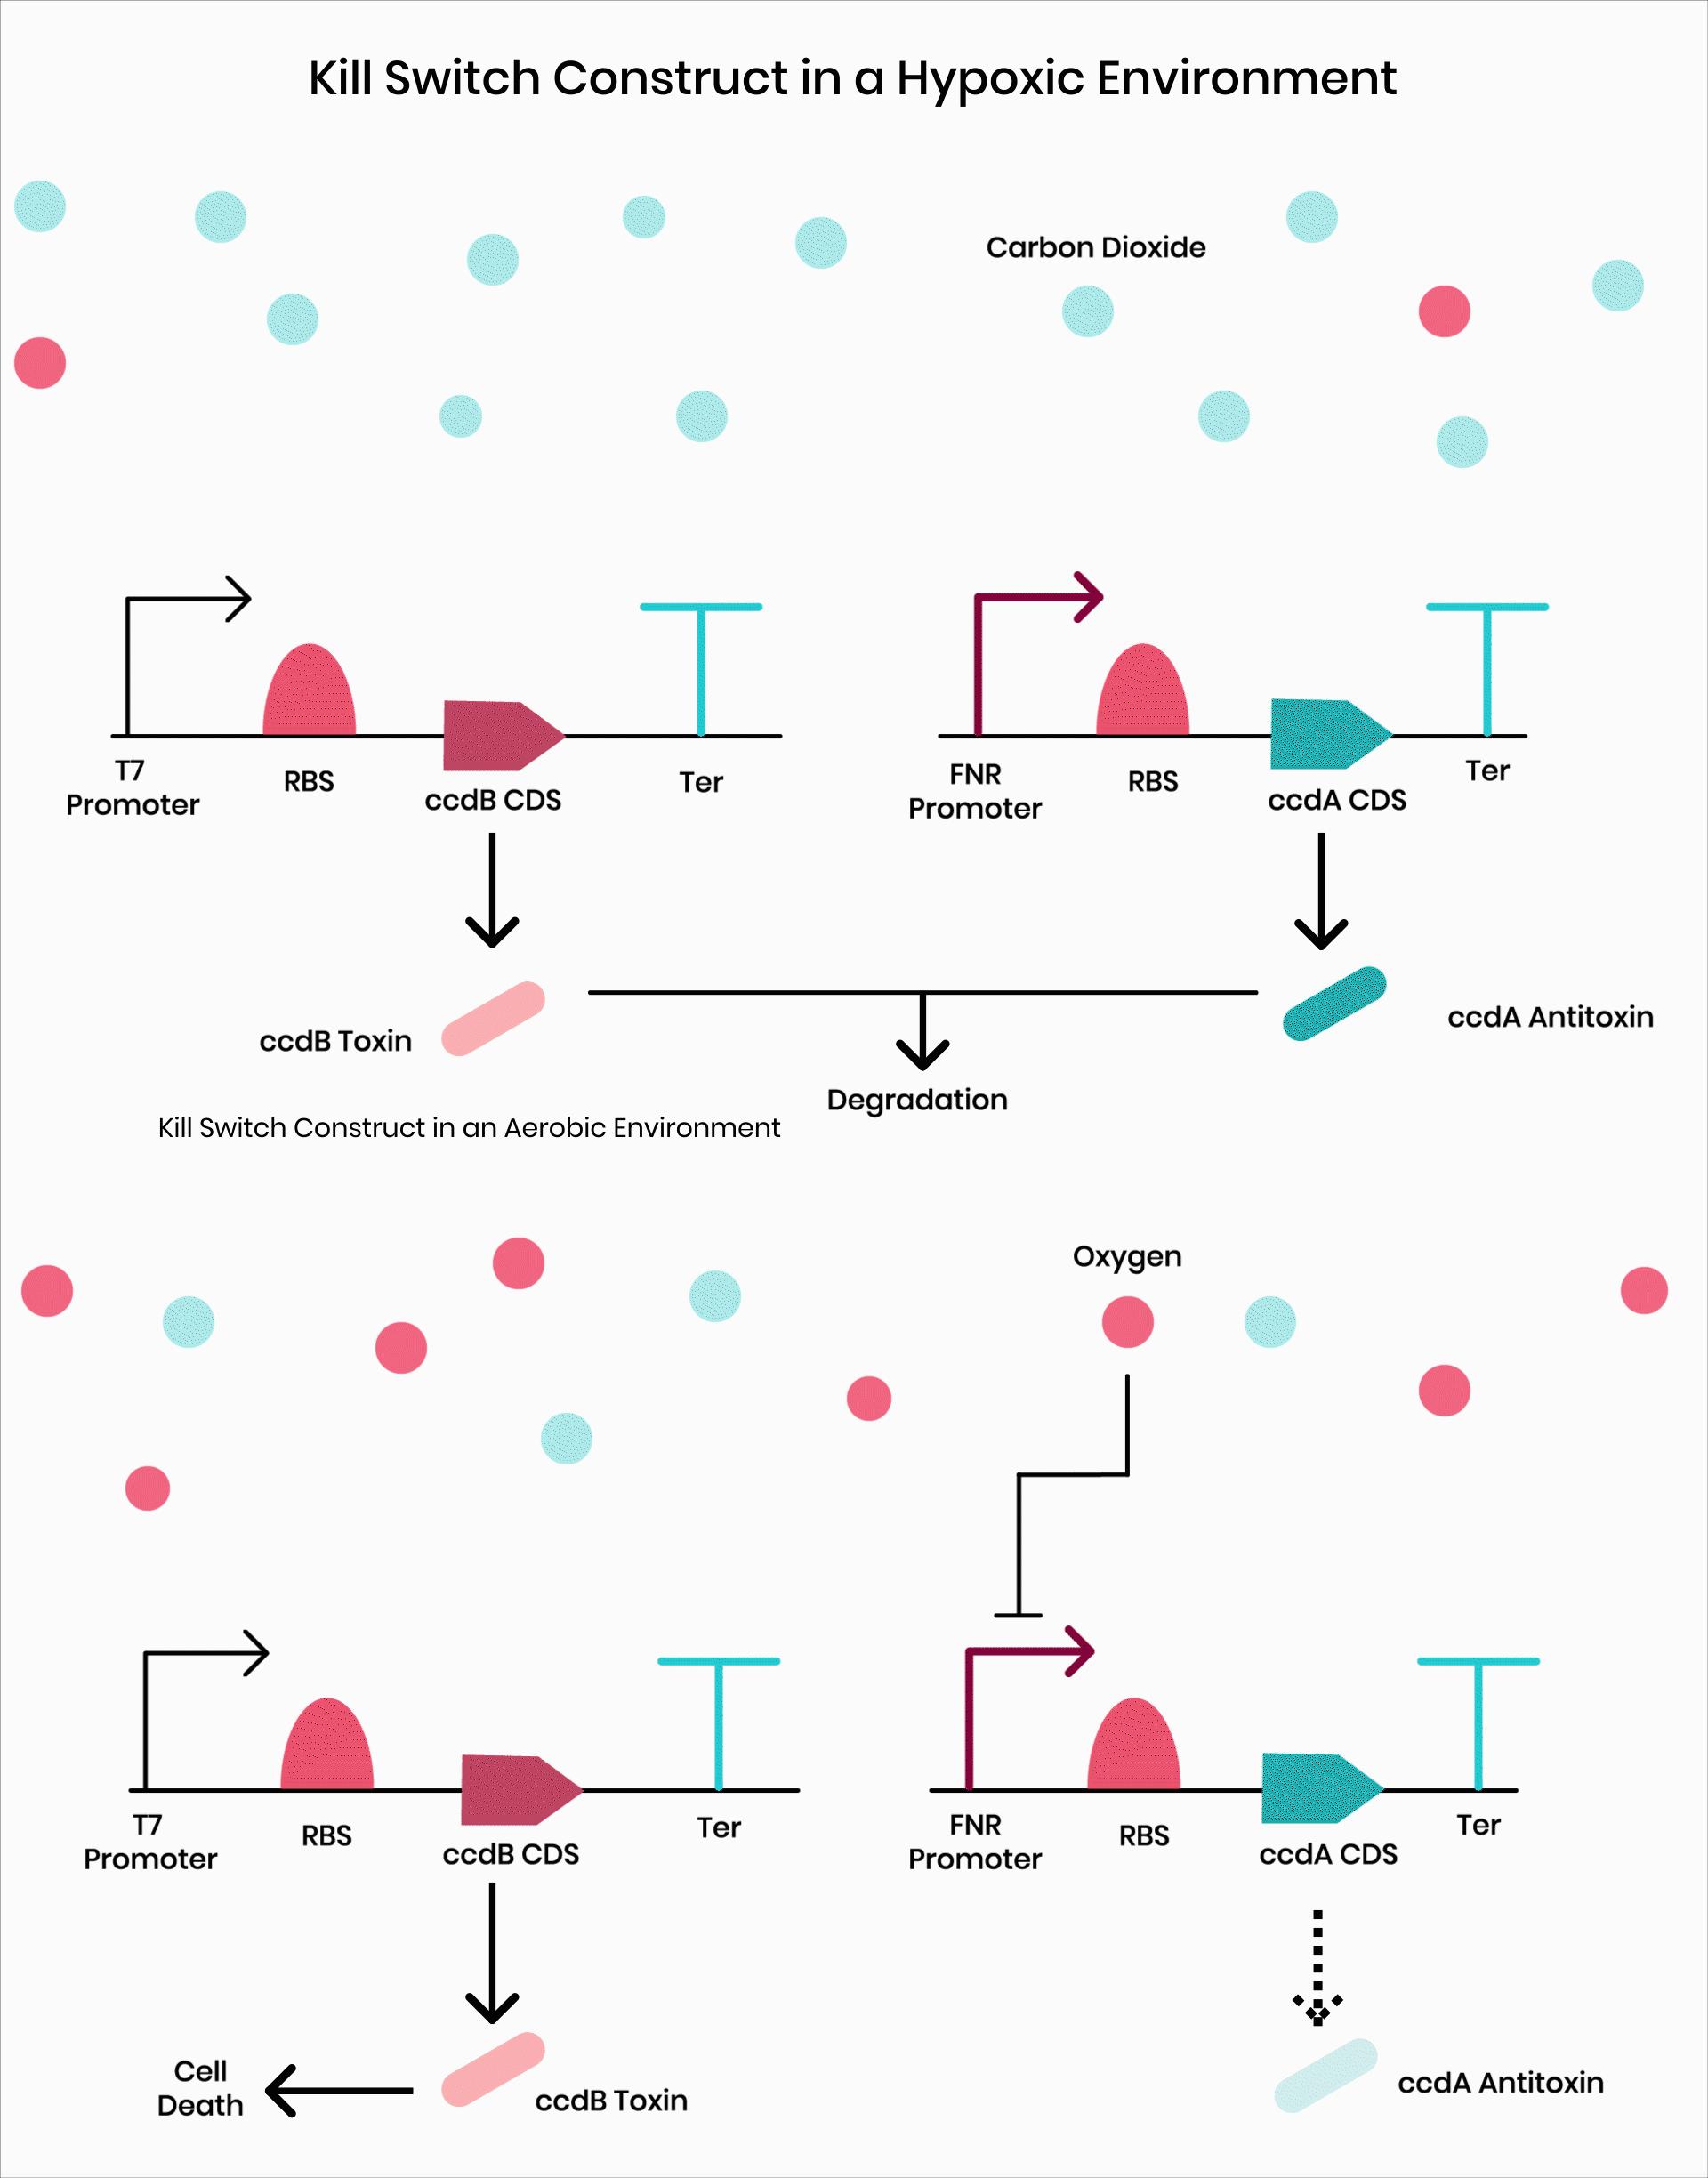 Kill Switch Construct in a Hypoxic Environment
Carbon Dioxide
T7
Promoter
RBS
ccdB CDS
Ter
FNR
Promoter
RBS
ccdA CDS
Ter
ccdB Toxin
ccdA Antitoxin
Degradation
Kill Switch Construct in an Aerobic Environment
Oxygen
T7
Promoter
RBS
ccdB CDS
Ter
FNR
Promoter
RBS
ccdA CDS
Ter
Cell
Death
ccdB Toxin
ccdA Antitoxin